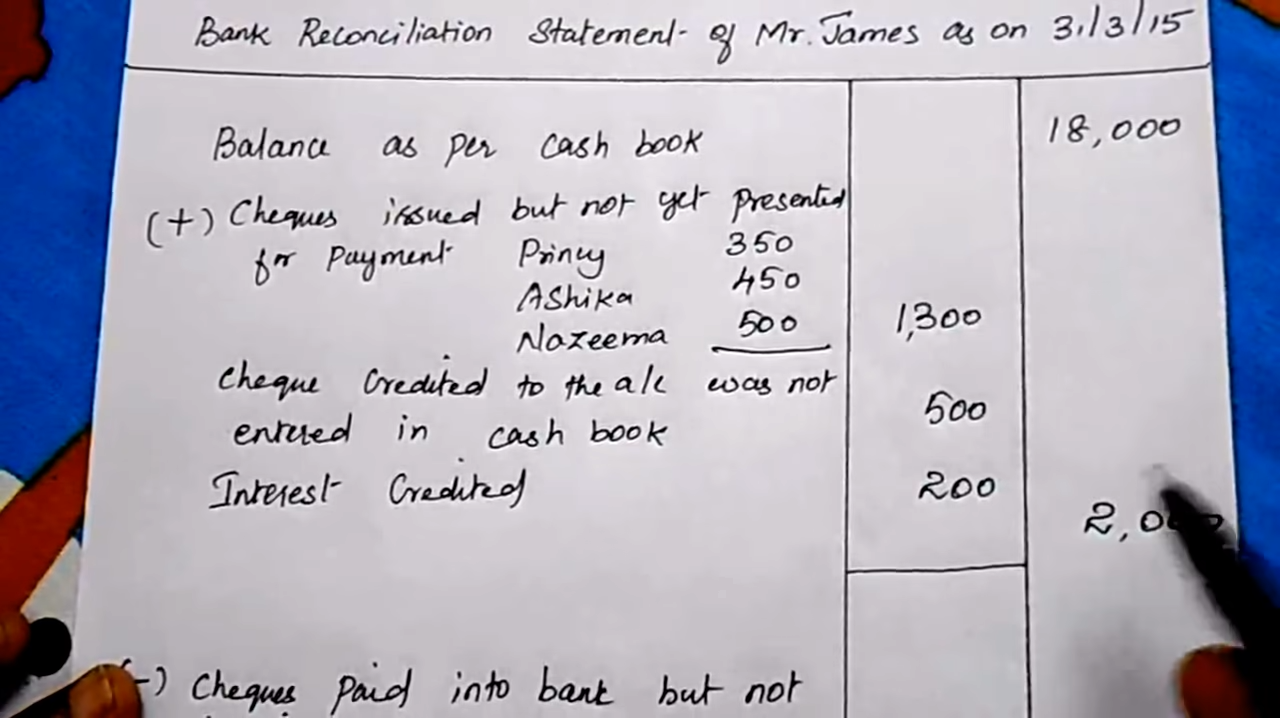 Bank Reconciliation Statement of Mr. James as on 31/3/15
Balance as per cash book 18,000
(+) Cheques issued but not yet presented
for payment Princy 350
Ashika 450
Nazeema 500 1,300
Cheque Credited to the a/c was not
entered in cash book 500
Interest Credited 200
2,000
(-) Cheques paid into bank but not